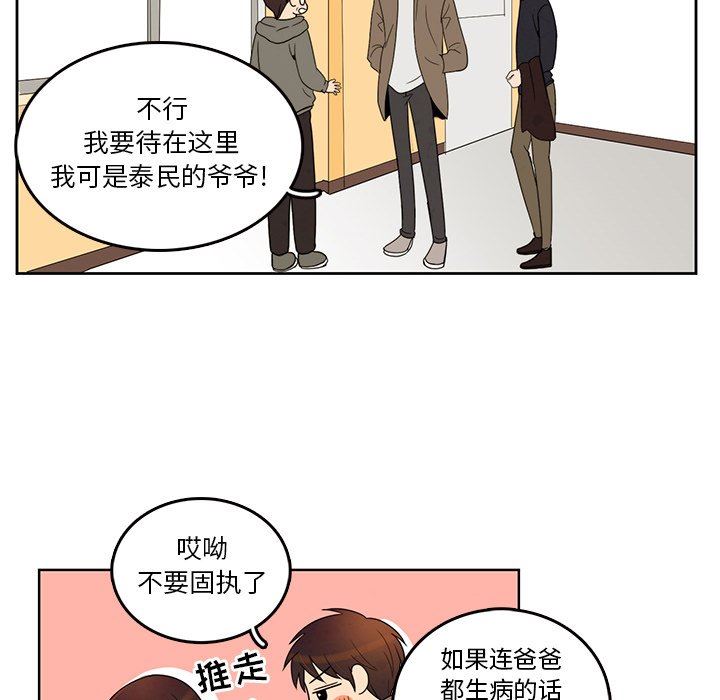 不行
我要待在这里
我可是泰民的爷爷!
哎呦
不要固执了
推走
如果连爸爸
都生病的话